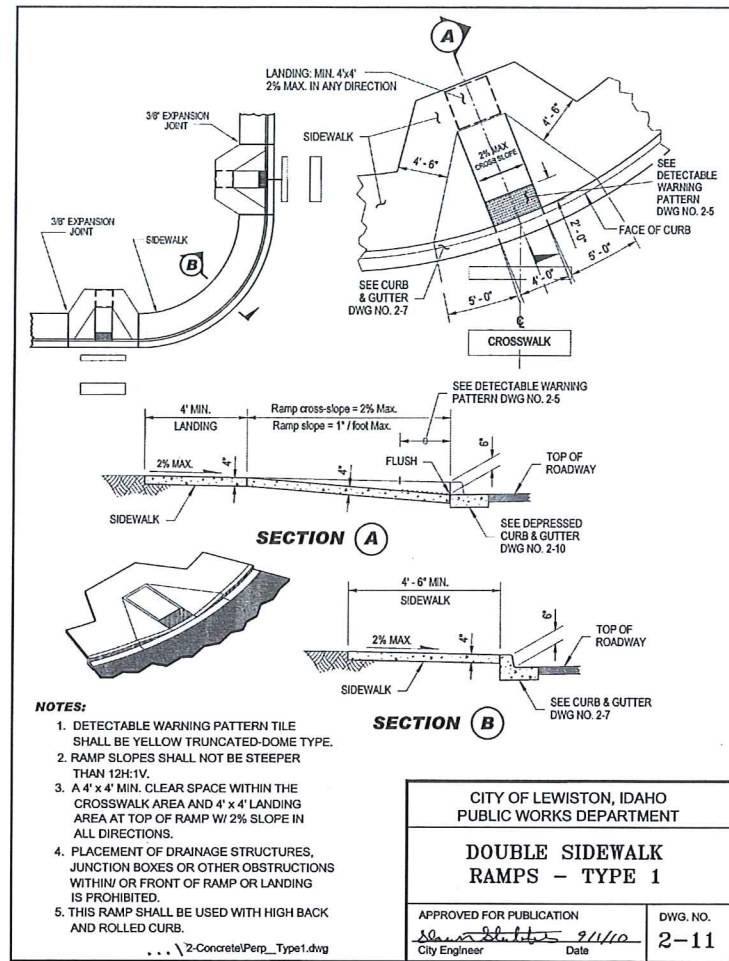 A
LANDING: MIN. 4'x4'
2% MAX. IN ANY DIRECTION
3/8" EXPANSION
JOINT
SIDEWALK
4' - 6"
4' - 6"
2% MAX
CROSS SLOPE
SEE
DETECTABLE
WARNING
PATTERN
DWG NO. 2-5
3/8" EXPANSION
JOINT
SIDEWALK
B
FACE OF CURB
2' - 0"
SEE CURB
& GUTTER
DWG NO. 2-7
5' - 0"
4' - 0"
5' - 0"
CROSSWALK
SEE DETECTABLE WARNING
PATTERN DWG NO. 2-5
4' MIN.
LANDING
Ramp cross-slope = 2% Max.
Ramp slope = 1" / foot Max.
2% MAX.
4"
4"
FLUSH
6"
TOP OF
ROADWAY
SIDEWALK
SECTION A
SEE DEPRESSED
CURB & GUTTER
DWG NO. 2-10
4' - 6" MIN.
SIDEWALK
2% MAX.
4"
6"
TOP OF
ROADWAY
SIDEWALK
SEE CURB & GUTTER
DWG NO. 2-7
SECTION B
NOTES:
1. DETECTABLE WARNING PATTERN TILE
SHALL BE YELLOW TRUNCATED-DOME TYPE.
2. RAMP SLOPES SHALL NOT BE STEEPER
THAN 12H:1V.
3. A 4' x 4' MIN. CLEAR SPACE WITHIN THE
CROSSWALK AREA AND 4' x 4' LANDING
AREA AT TOP OF RAMP W/ 2% SLOPE IN
ALL DIRECTIONS.
4. PLACEMENT OF DRAINAGE STRUCTURES,
JUNCTION BOXES OR OTHER OBSTRUCTIONS
WITHIN/ OR FRONT OF RAMP OR LANDING
IS PROHIBITED.
5. THIS RAMP SHALL BE USED WITH HIGH BACK
AND ROLLED CURB.
...\2-Concrete\Perp_Type1.dwg
CITY OF LEWISTON, IDAHO
PUBLIC WORKS DEPARTMENT
DOUBLE SIDEWALK
RAMPS - TYPE 1
APPROVED FOR PUBLICATION
9/1/10
City Engineer Date
DWG. NO.
2-11